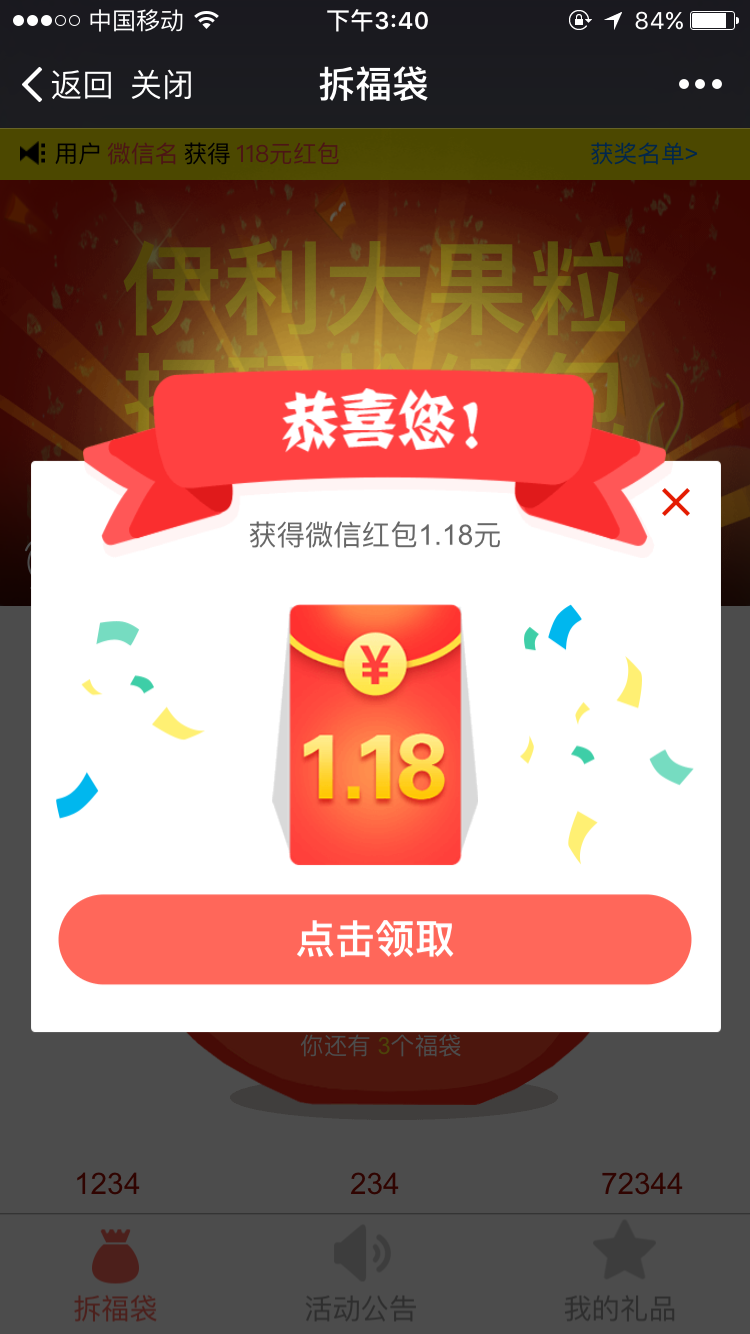 中国移动 下午3:40 84%
返回 关闭 拆福袋
用户 微信名 获得 118元红包 获奖名单>
伊利大果粒
恭喜您!
获得微信红包1.18元
¥
1.18
点击领取
你还有 3个福袋
1234 234 72344
拆福袋 活动公告 我的礼品